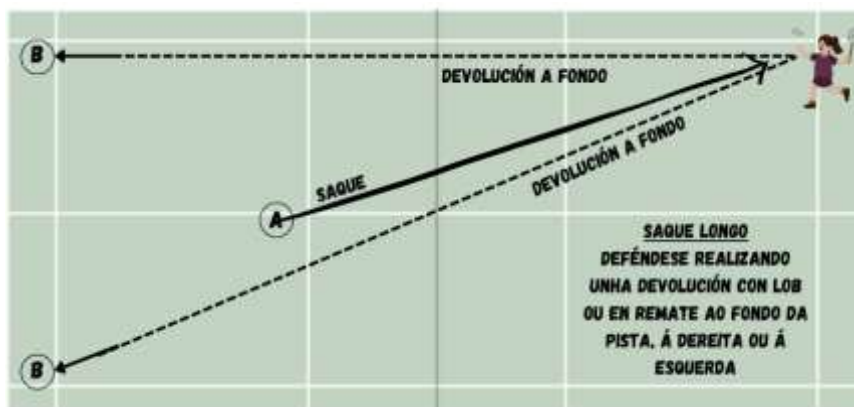 B
DEVOLUCIÓN A FONDO
SAQUE
DEVOLUCIÓN A FONDO
A
SAQUE LONGO
DEFÉNDESE REALIZANDO
UNHA DEVOLUCIÓN CON LOB
OU EN REMATE AO FONDO DA
PISTA, Á DEREITA OU Á
ESQUERDA
B